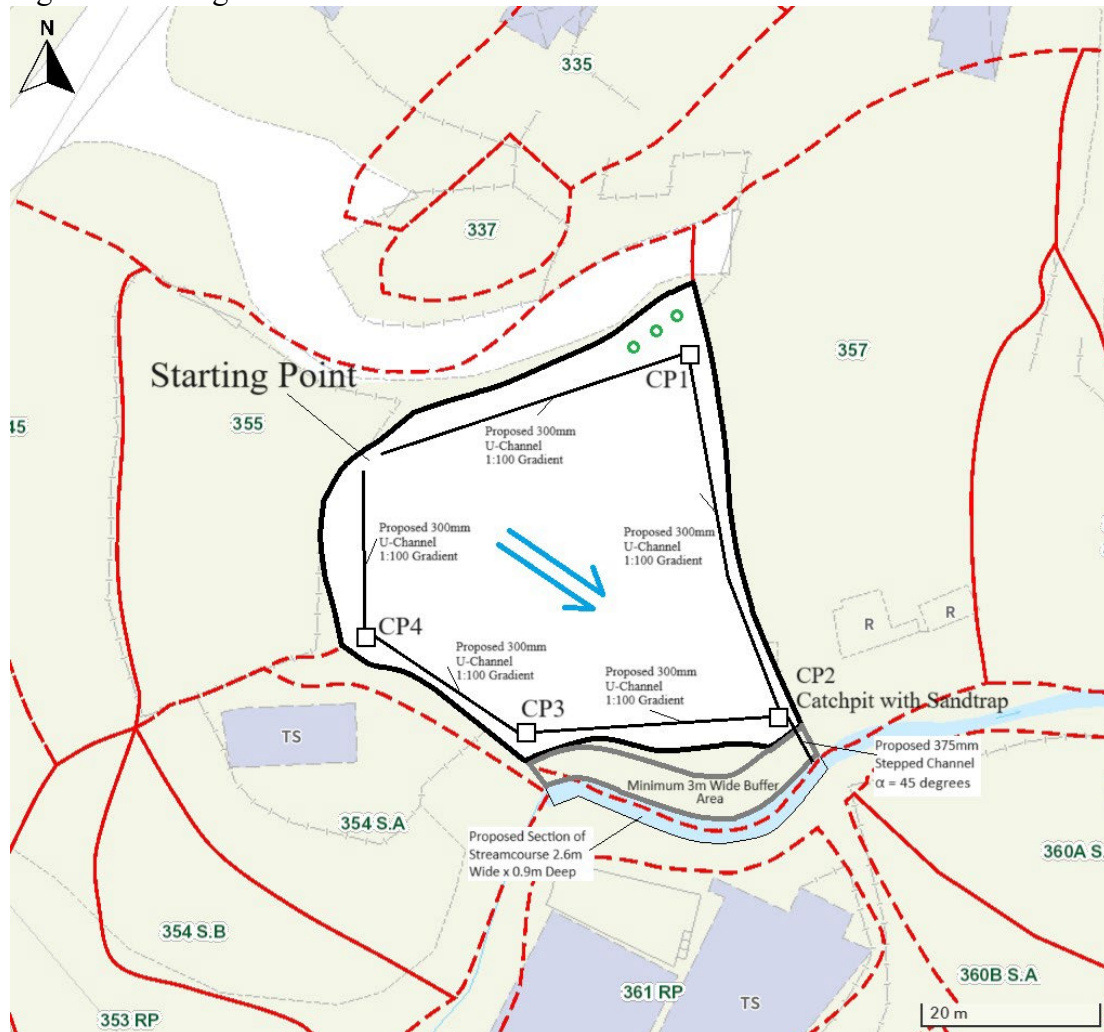 N
335
337
357
Starting Point
CP1
355
45
Proposed 300mm
U-Channel
1:100 Gradient
Proposed 300mm
U-Channel
1:100 Gradient
Proposed 300mm
U-Channel
1:100 Gradient
R
R
CP4
Proposed 300mm
U-Channel
1:100 Gradient
Proposed 300mm
U-Channel
1:100 Gradient
CP2
Catchpit with Sandtrap
CP3
TS
Proposed 375mm
Stepped Channel
α = 45 degrees
Minimum 3m Wide Buffer
Area
354 S.A
Proposed Section of
Streamcourse 2.6m
Wide x 0.9m Deep
360A S.
354 S.B
360B S.A
361 RP
TS
353 RP
20 m